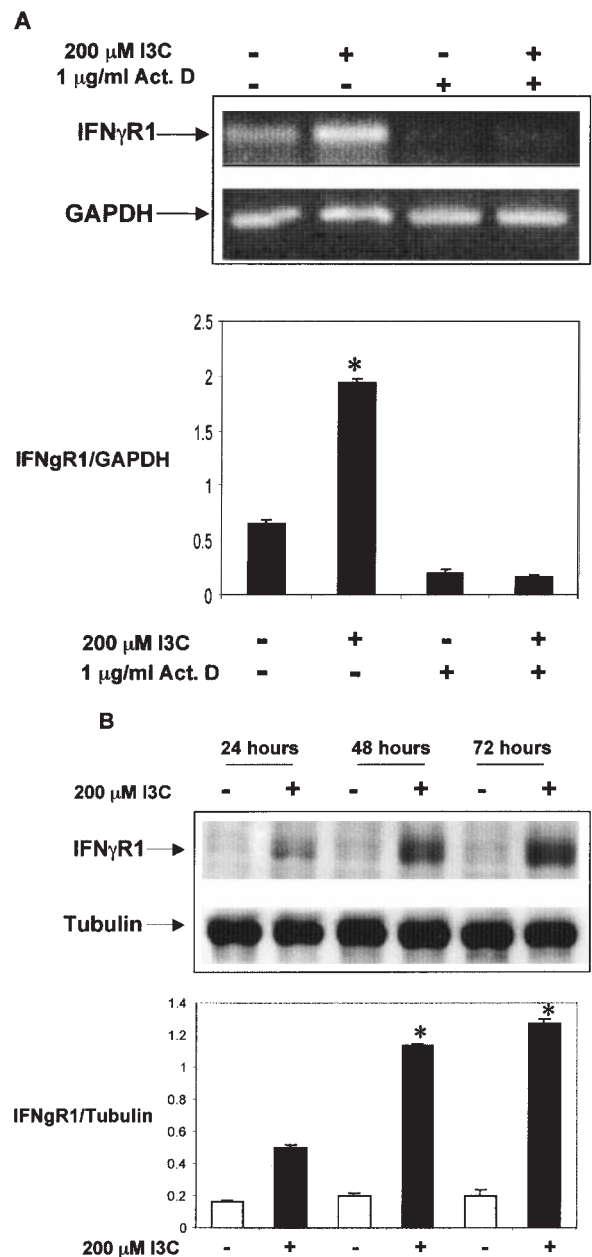 A
200 µM I3C - + - +
1 µg/ml Act. D - - + +
IFNγR1
GAPDH
2.5
2
1.5
1
0.5
0
*
IFNgR1/GAPDH
200 µM I3C - + - +
1 µg/ml Act. D - - + +
B
24 hours 48 hours 72 hours
200 µM I3C - + - + - +
IFNγR1
Tubulin
1.4
1.2
1
0.8
0.6
0.4
0.2
0
* *
IFNgR1/Tubulin
200 µM I3C - + - + - +